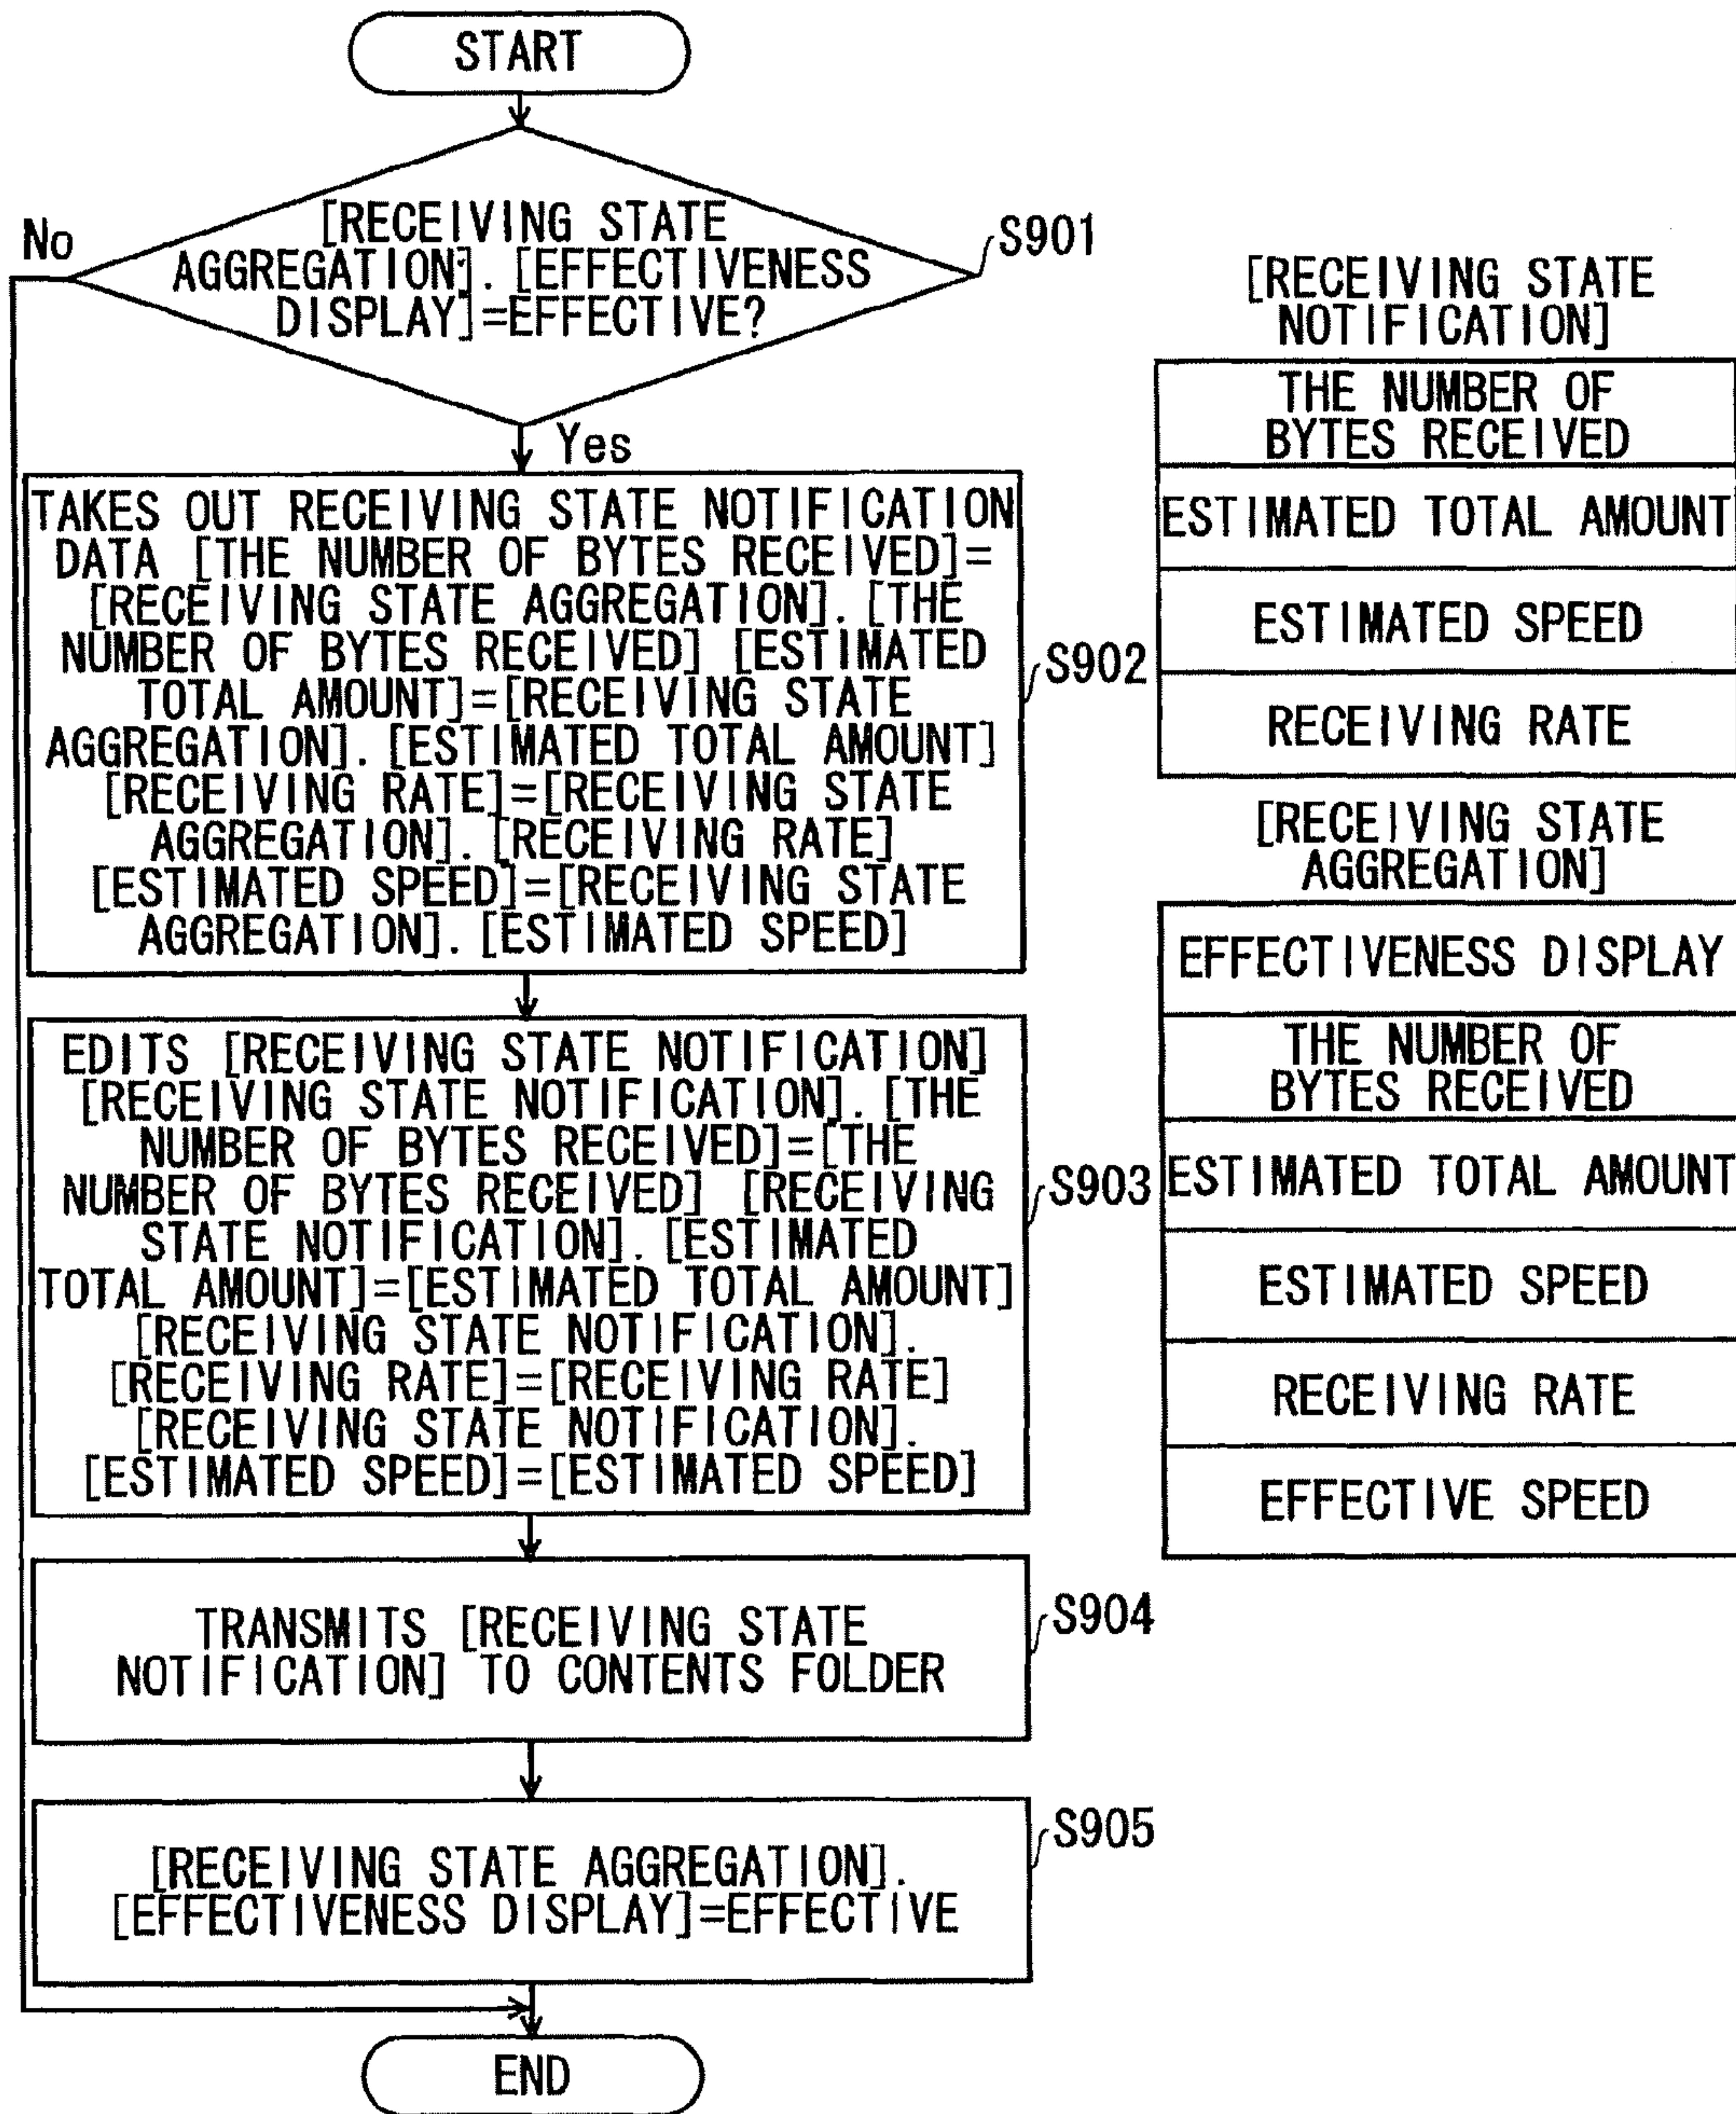 START
No
[RECEIVING STATE
AGGREGATION]. [EFFECTIVENESS
DISPLAY]=EFFECTIVE?
S901
Yes
TAKES OUT RECEIVING STATE NOTIFICATION
DATA [THE NUMBER OF BYTES RECEIVED]=
[RECEIVING STATE AGGREGATION]. [THE
NUMBER OF BYTES RECEIVED] [ESTIMATED
TOTAL AMOUNT]=[RECEIVING STATE
AGGREGATION]. [ESTIMATED TOTAL AMOUNT]
[RECEIVING RATE]=[RECEIVING STATE
AGGREGATION]. [RECEIVING RATE]
[ESTIMATED SPEED]=[RECEIVING STATE
AGGREGATION]. [ESTIMATED SPEED]
S902
EDITS [RECEIVING STATE NOTIFICATION]
[RECEIVING STATE NOTIFICATION]. [THE
NUMBER OF BYTES RECEIVED]=[THE
NUMBER OF BYTES RECEIVED] [RECEIVING
STATE NOTIFICATION]. [ESTIMATED
TOTAL AMOUNT]=[ESTIMATED TOTAL AMOUNT]
[RECEIVING STATE NOTIFICATION].
[RECEIVING RATE]=[RECEIVING RATE]
[RECEIVING STATE NOTIFICATION].
[ESTIMATED SPEED]=[ESTIMATED SPEED]
S903
TRANSMITS [RECEIVING STATE
NOTIFICATION] TO CONTENTS FOLDER
S904
[RECEIVING STATE AGGREGATION].
[EFFECTIVENESS DISPLAY]=EFFECTIVE
S905
END
[RECEIVING STATE
NOTIFICATION]
THE NUMBER OF
BYTES RECEIVED
ESTIMATED TOTAL AMOUNT
ESTIMATED SPEED
RECEIVING RATE
[RECEIVING STATE
AGGREGATION]
EFFECTIVENESS DISPLAY
THE NUMBER OF
BYTES RECEIVED
ESTIMATED TOTAL AMOUNT
ESTIMATED SPEED
RECEIVING RATE
EFFECTIVE SPEED